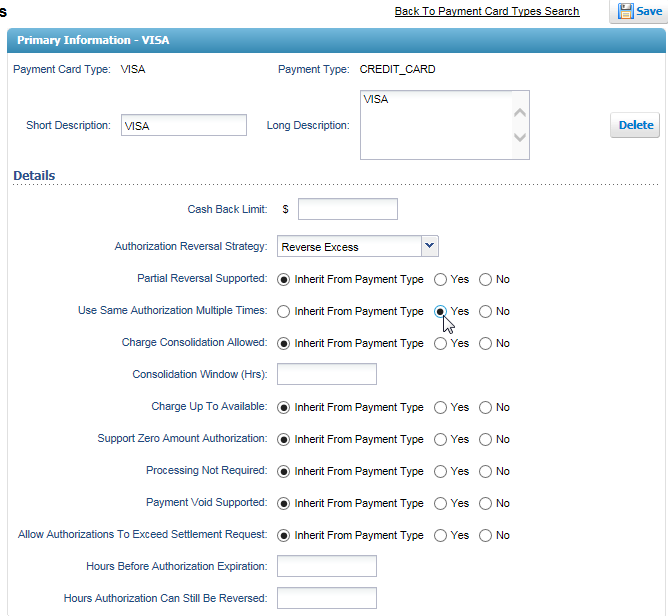 s
Back To Payment Card Types Search
Save
Primary Information - VISA
Payment Card Type: VISA Payment Type: CREDIT_CARD
Short Description: VISA Long Description: VISA
Delete
Details
Cash Back Limit: $
Authorization Reversal Strategy: Reverse Excess
Partial Reversal Supported: Inherit From Payment Type Yes No
Use Same Authorization Multiple Times: Inherit From Payment Type Yes No
Charge Consolidation Allowed: Inherit From Payment Type Yes No
Consolidation Window (Hrs):
Charge Up To Available: Inherit From Payment Type Yes No
Support Zero Amount Authorization: Inherit From Payment Type Yes No
Processing Not Required: Inherit From Payment Type Yes No
Payment Void Supported: Inherit From Payment Type Yes No
Allow Authorizations To Exceed Settlement Request: Inherit From Payment Type Yes No
Hours Before Authorization Expiration:
Hours Authorization Can Still Be Reversed: